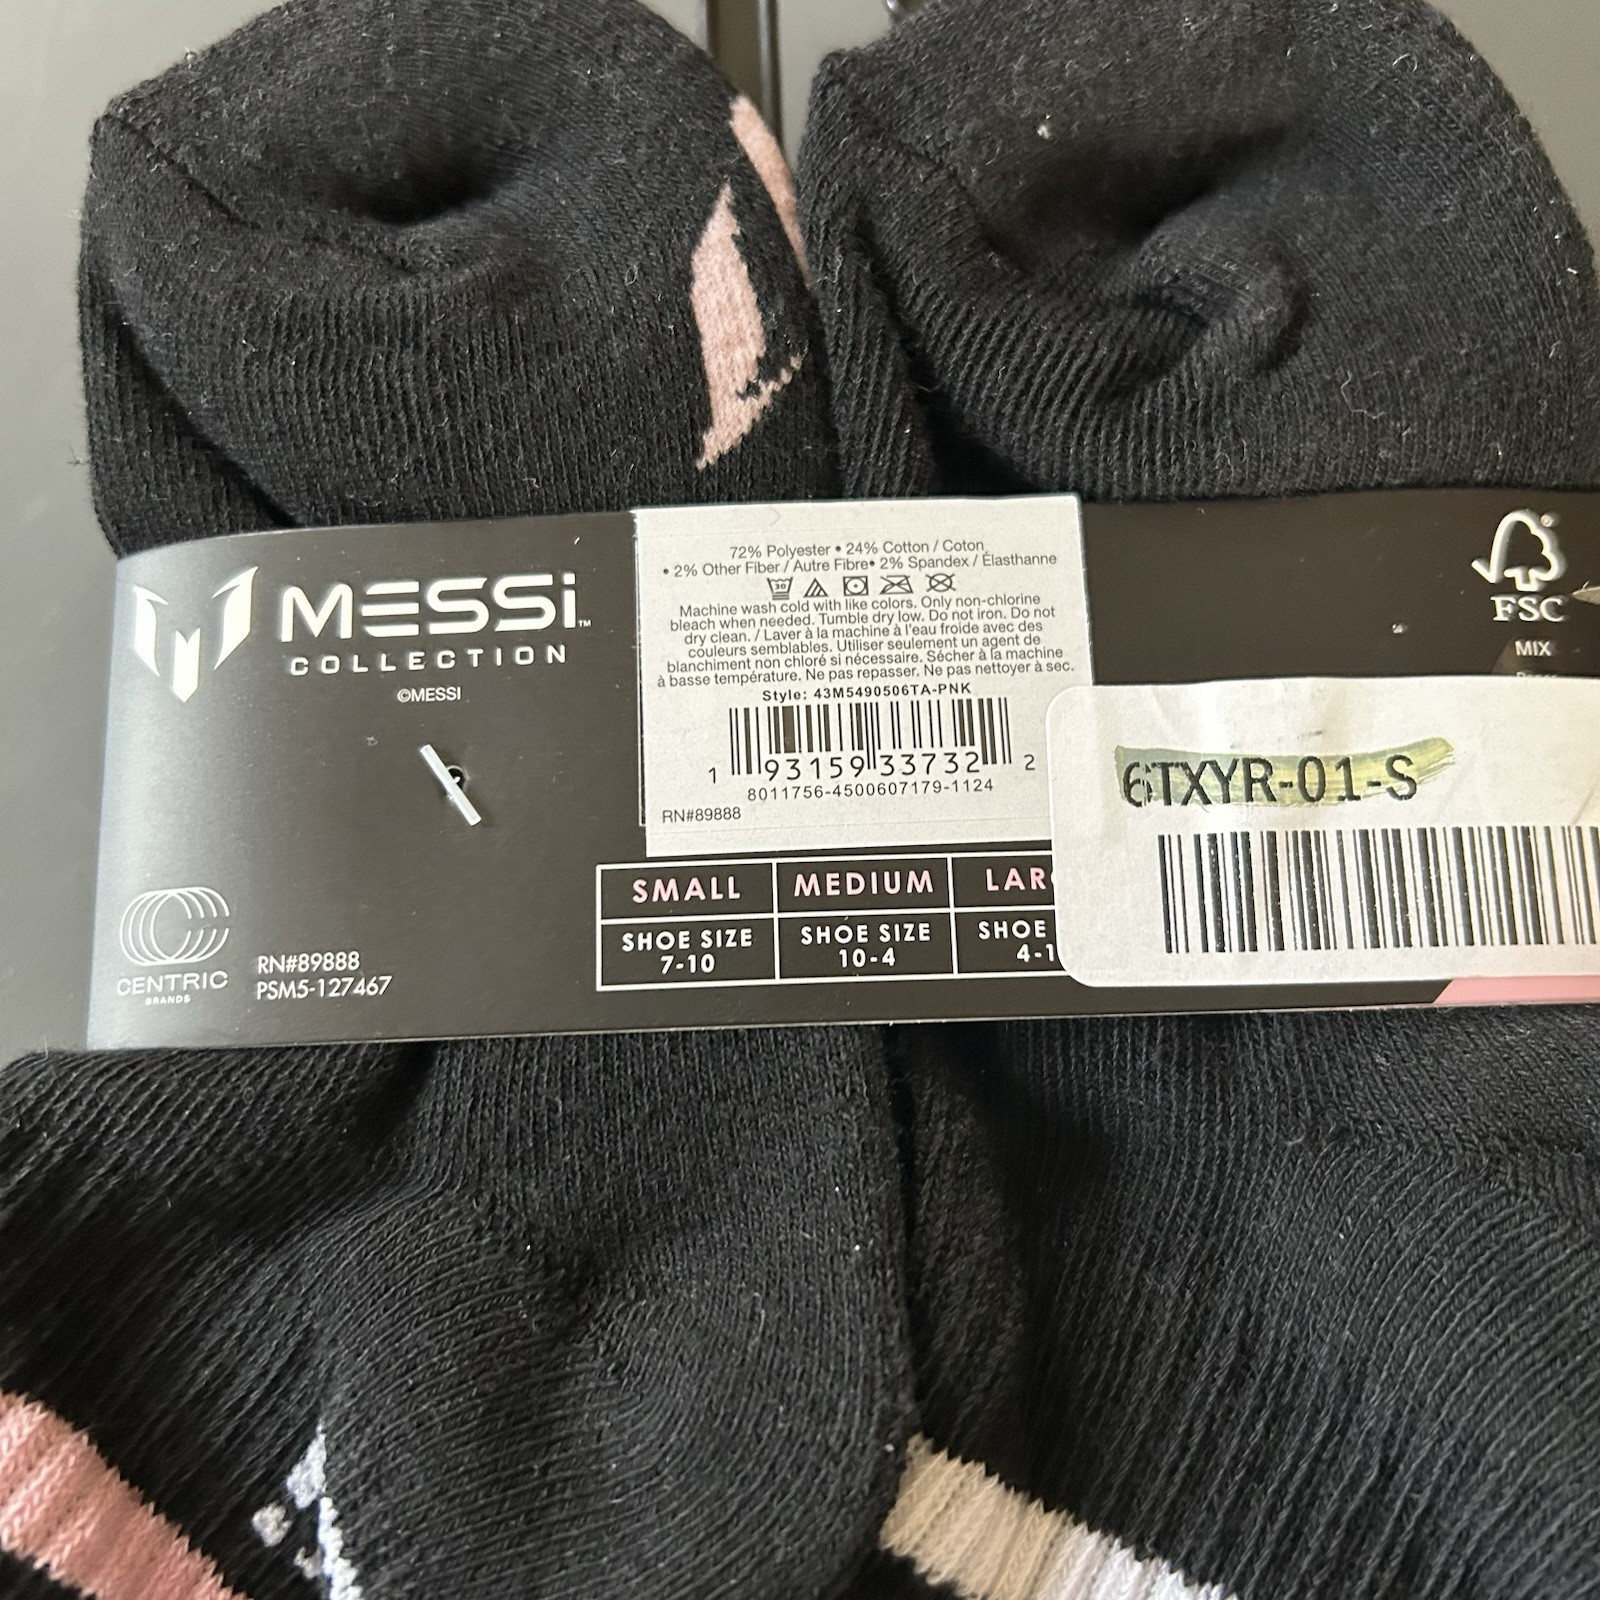 MESSi™
COLLECTION
©MESSI
72% Polyester • 24% Cotton / Coton
• 2% Other Fiber / Autre Fibre• 2% Spandex / Élasthanne
30
Machine wash cold with like colors. Only non-chlorine
bleach when needed. Tumble dry low. Do not iron. Do not
dry clean. / Laver à la machine à l'eau froide avec des
couleurs semblables. Utiliser seulement un agent de
blanchiment non chloré si nécessaire. Sécher à la machine
à basse température. Ne pas repasser. Ne pas nettoyer à sec.
Style: 43M5490506TA-PNK
1 93159 33732 2
8011756-4500607179-1124
RN#89888
FSC
MIX
6TXYR-01-S
SMALL MEDIUM
SHOE SIZE SHOE SIZE SHOE
7-10 10-4
CENTRIC
BRANDS
RN#89888
PSM5-127467